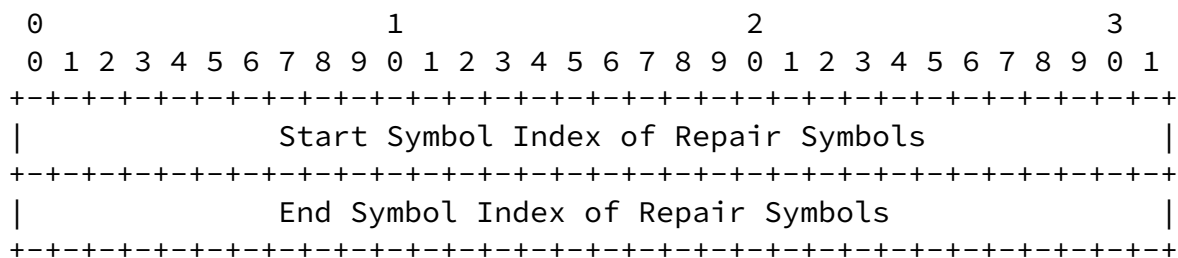 0                   1                   2                   3
 0 1 2 3 4 5 6 7 8 9 0 1 2 3 4 5 6 7 8 9 0 1 2 3 4 5 6 7 8 9 0 1
+-+-+-+-+-+-+-+-+-+-+-+-+-+-+-+-+-+-+-+-+-+-+-+-+-+-+-+-+-+-+-+-+
|              Start Symbol Index of Repair Symbols             |
+-+-+-+-+-+-+-+-+-+-+-+-+-+-+-+-+-+-+-+-+-+-+-+-+-+-+-+-+-+-+-+-+
|              End Symbol Index of Repair Symbols               |
+-+-+-+-+-+-+-+-+-+-+-+-+-+-+-+-+-+-+-+-+-+-+-+-+-+-+-+-+-+-+-+-+